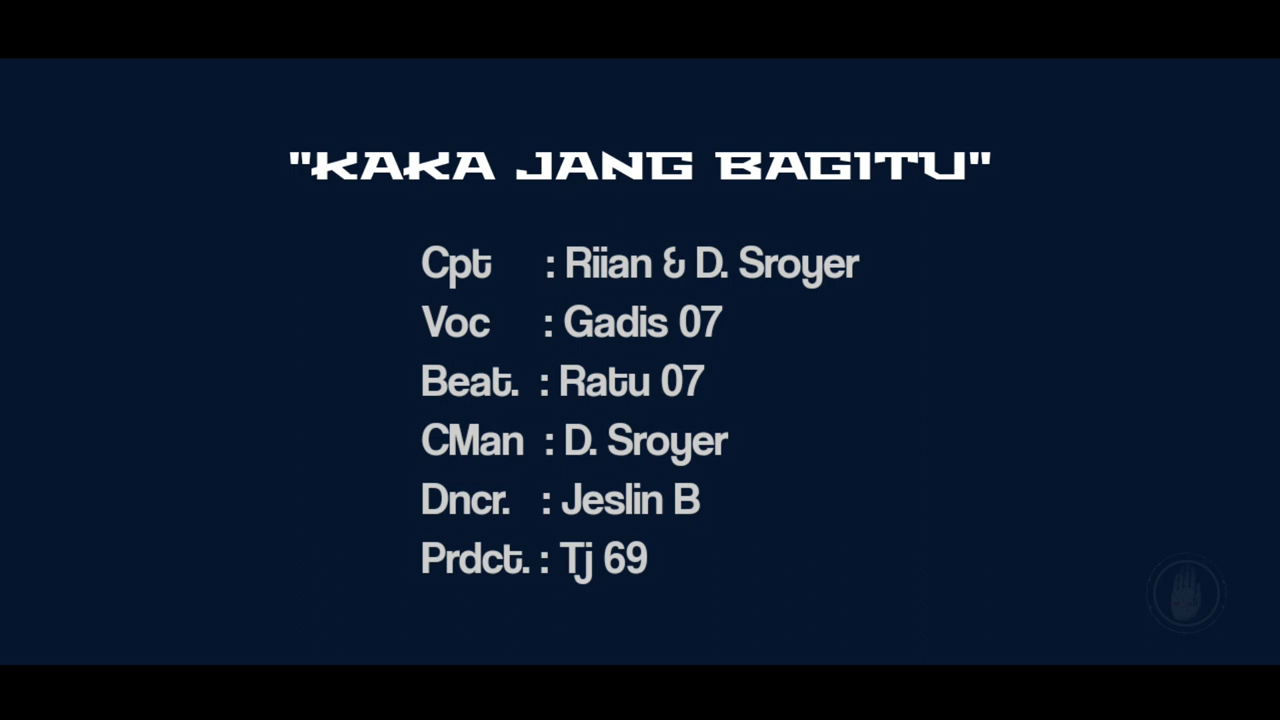 "KAKA JANG BAGITU"
Cpt : Riian & D. Sroyer
Voc : Gadis 07
Beat. : Ratu 07
CMan : D. Sroyer
Dncr. : Jeslin B
Prdct. : Tj 69